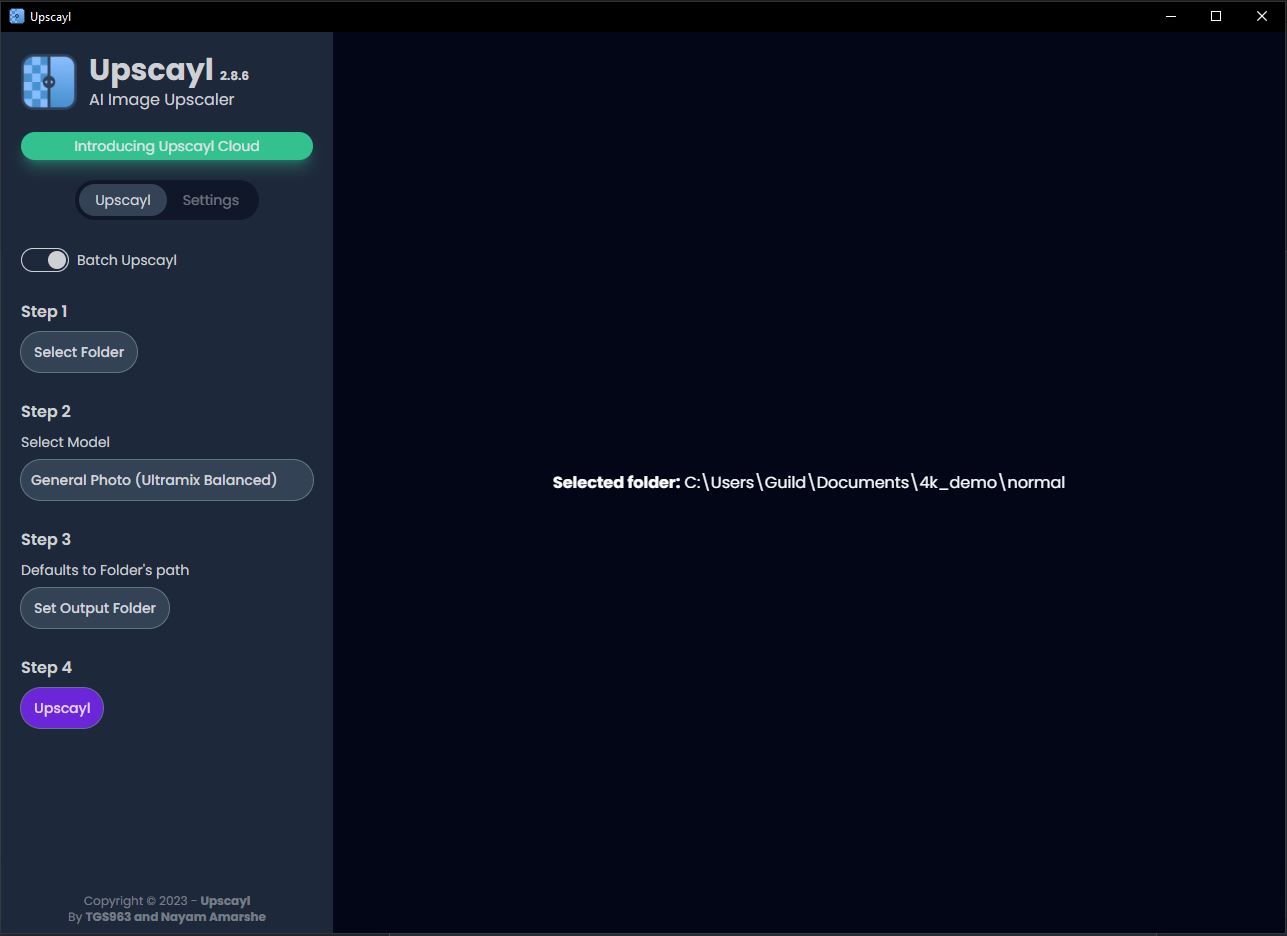 Upscayl
Upscayl 2.8.6
AI Image Upscaler
Introducing Upscayl Cloud
Upscayl Settings
Batch Upscayl
Step 1
Select Folder
Step 2
Select Model
General Photo (Ultramix Balanced)
Step 3
Defaults to Folder's path
Set Output Folder
Step 4
Upscayl
Copyright © 2023 - Upscayl
By TGS963 and Nayam Amarshe
Selected folder: C:\Users\Guild\Documents\4k_demo\normal